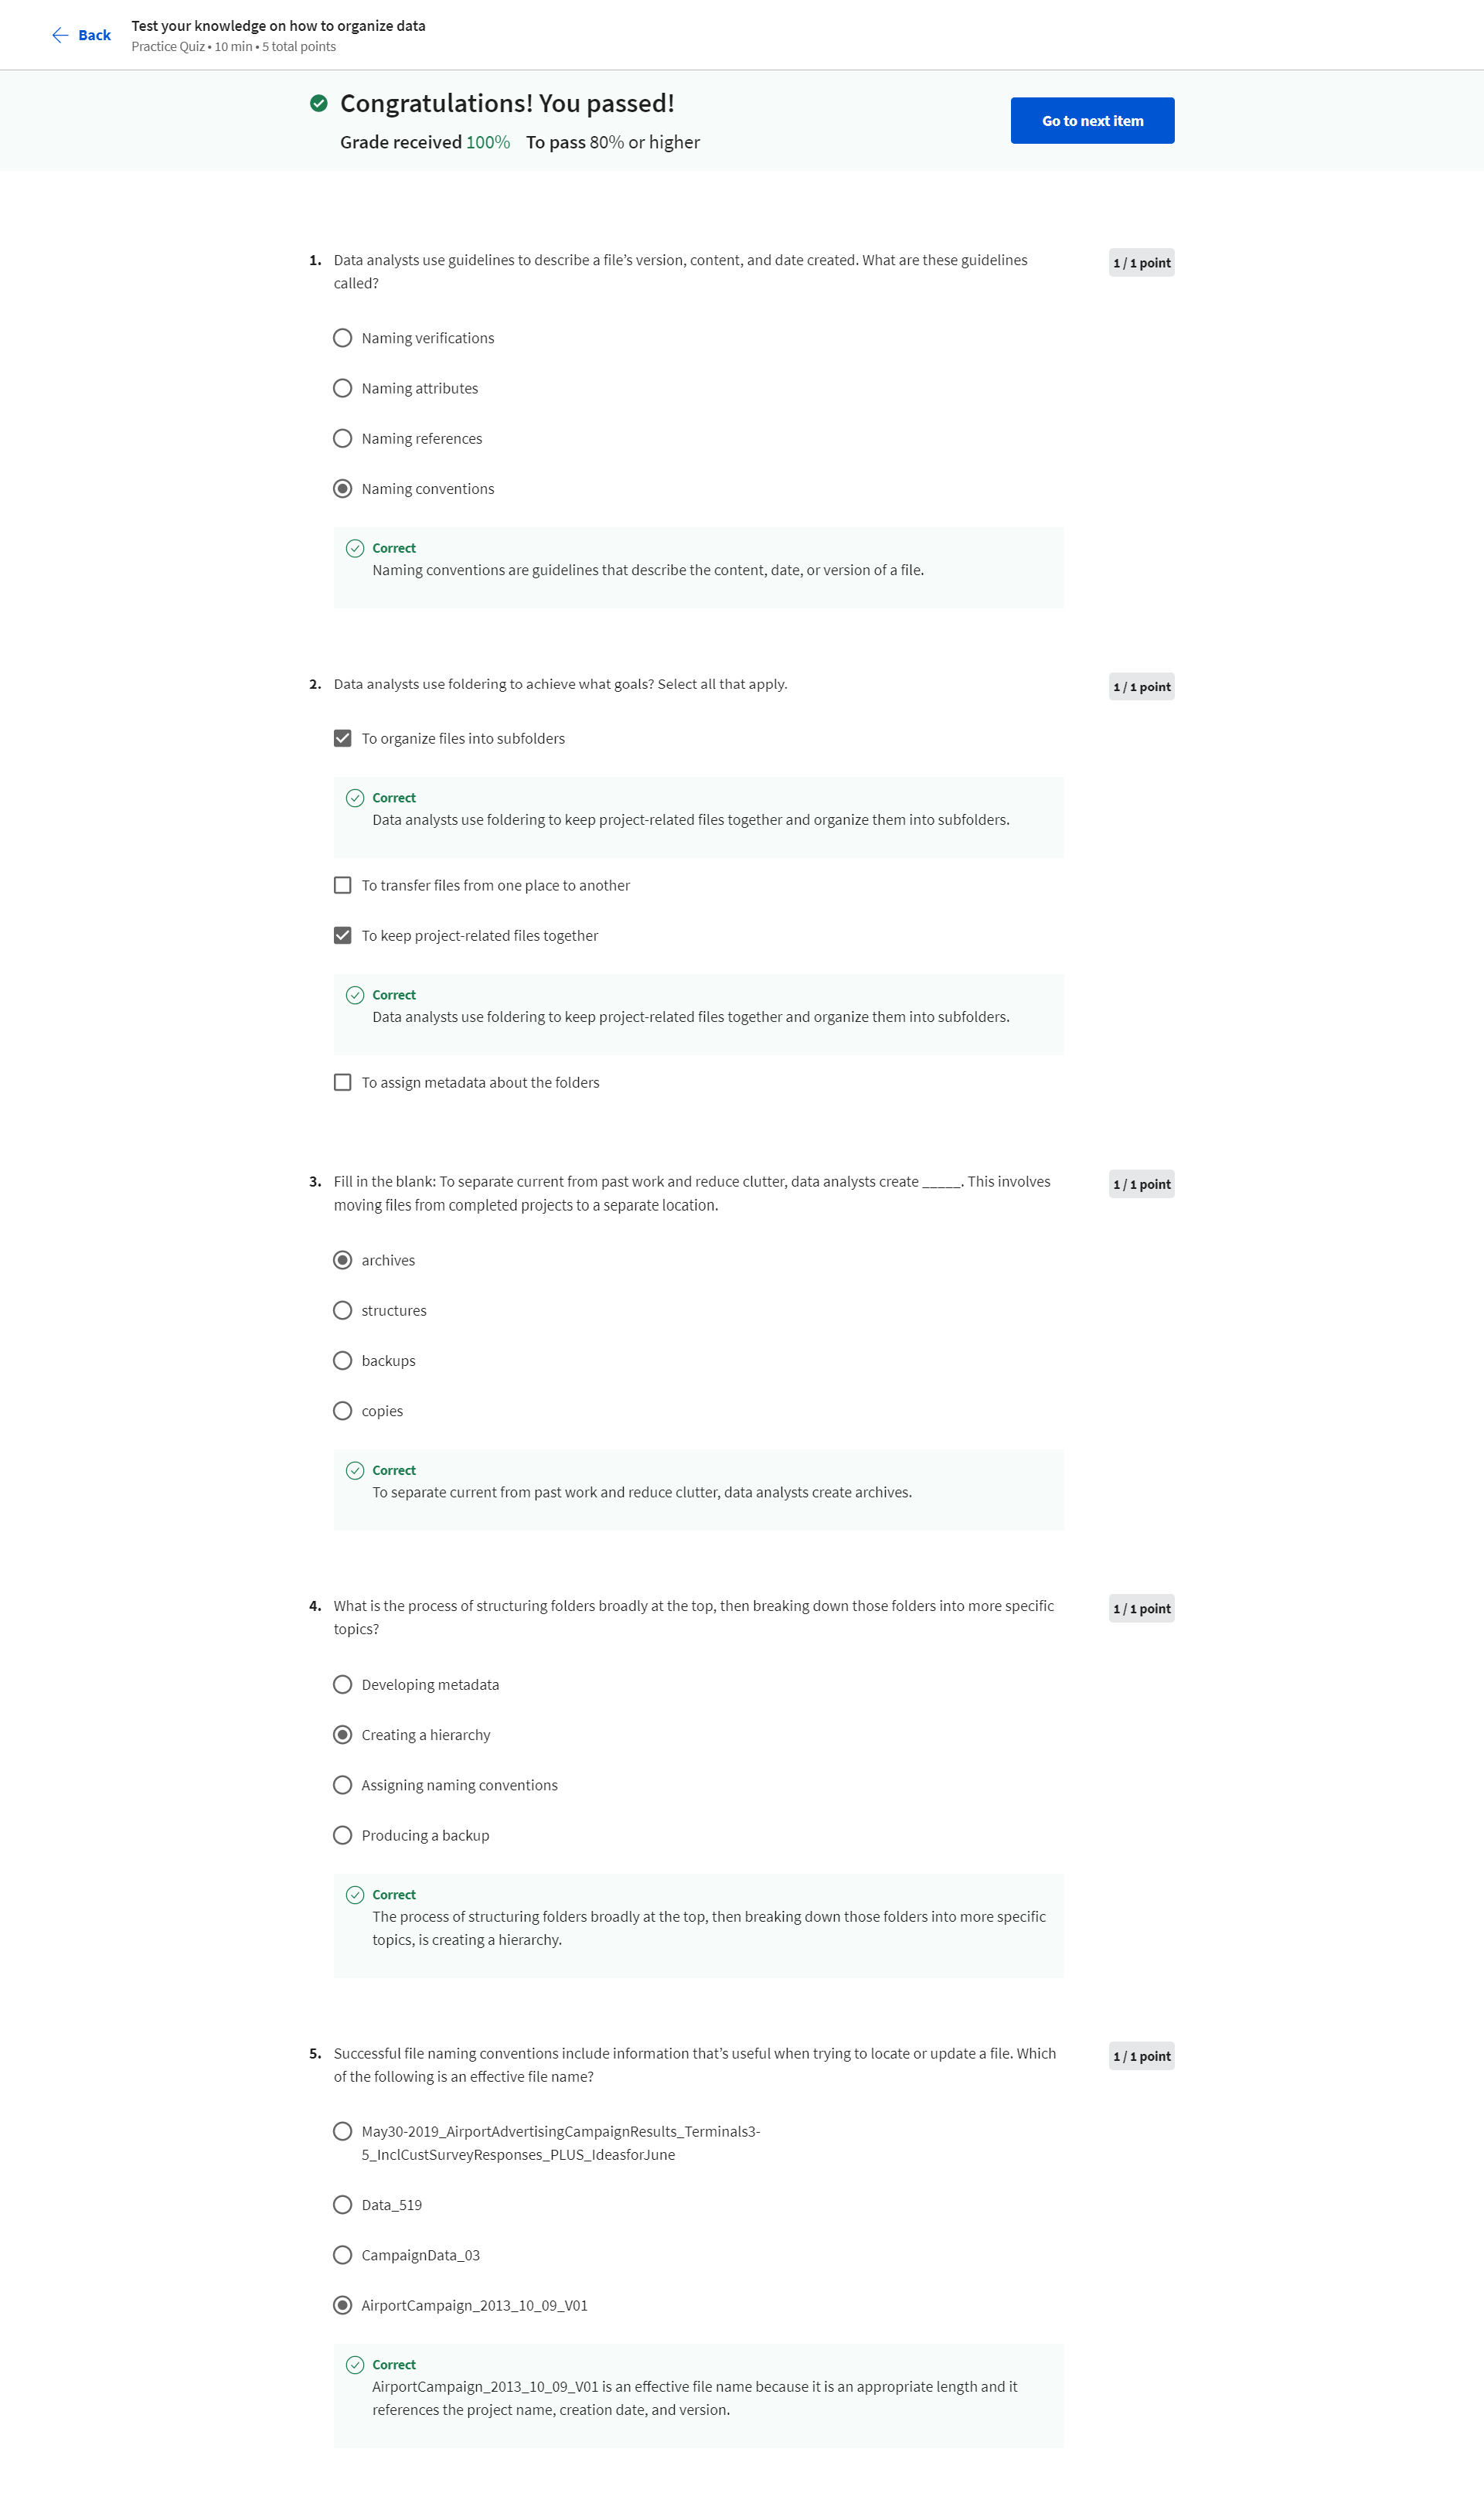 Back
Test your knowledge on how to organize data
Practice Quiz • 10 min • 5 total points
Congratulations! You passed!
Grade received 100% To pass 80% or higher
Go to next item
1. Data analysts use guidelines to describe a file’s version, content, and date created. What are these guidelines
called?
1 / 1 point
Naming verifications
Naming attributes
Naming references
Naming conventions
Correct
Naming conventions are guidelines that describe the content, date, or version of a file.
2. Data analysts use foldering to achieve what goals? Select all that apply.
1 / 1 point
To organize files into subfolders
Correct
Data analysts use foldering to keep project-related files together and organize them into subfolders.
To transfer files from one place to another
To keep project-related files together
Correct
Data analysts use foldering to keep project-related files together and organize them into subfolders.
To assign metadata about the folders
3. Fill in the blank: To separate current from past work and reduce clutter, data analysts create _____. This involves
moving files from completed projects to a separate location.
1 / 1 point
archives
structures
backups
copies
Correct
To separate current from past work and reduce clutter, data analysts create archives.
4. What is the process of structuring folders broadly at the top, then breaking down those folders into more specific
topics?
1 / 1 point
Developing metadata
Creating a hierarchy
Assigning naming conventions
Producing a backup
Correct
The process of structuring folders broadly at the top, then breaking down those folders into more specific
topics, is creating a hierarchy.
5. Successful file naming conventions include information that’s useful when trying to locate or update a file. Which
of the following is an effective file name?
1 / 1 point
May30-2019_AirportAdvertisingCampaignResults_Terminals3-
5_InclCustSurveyResponses_PLUS_IdeasforJune
Data_519
CampaignData_03
AirportCampaign_2013_10_09_V01
Correct
AirportCampaign_2013_10_09_V01 is an effective file name because it is an appropriate length and it
references the project name, creation date, and version.